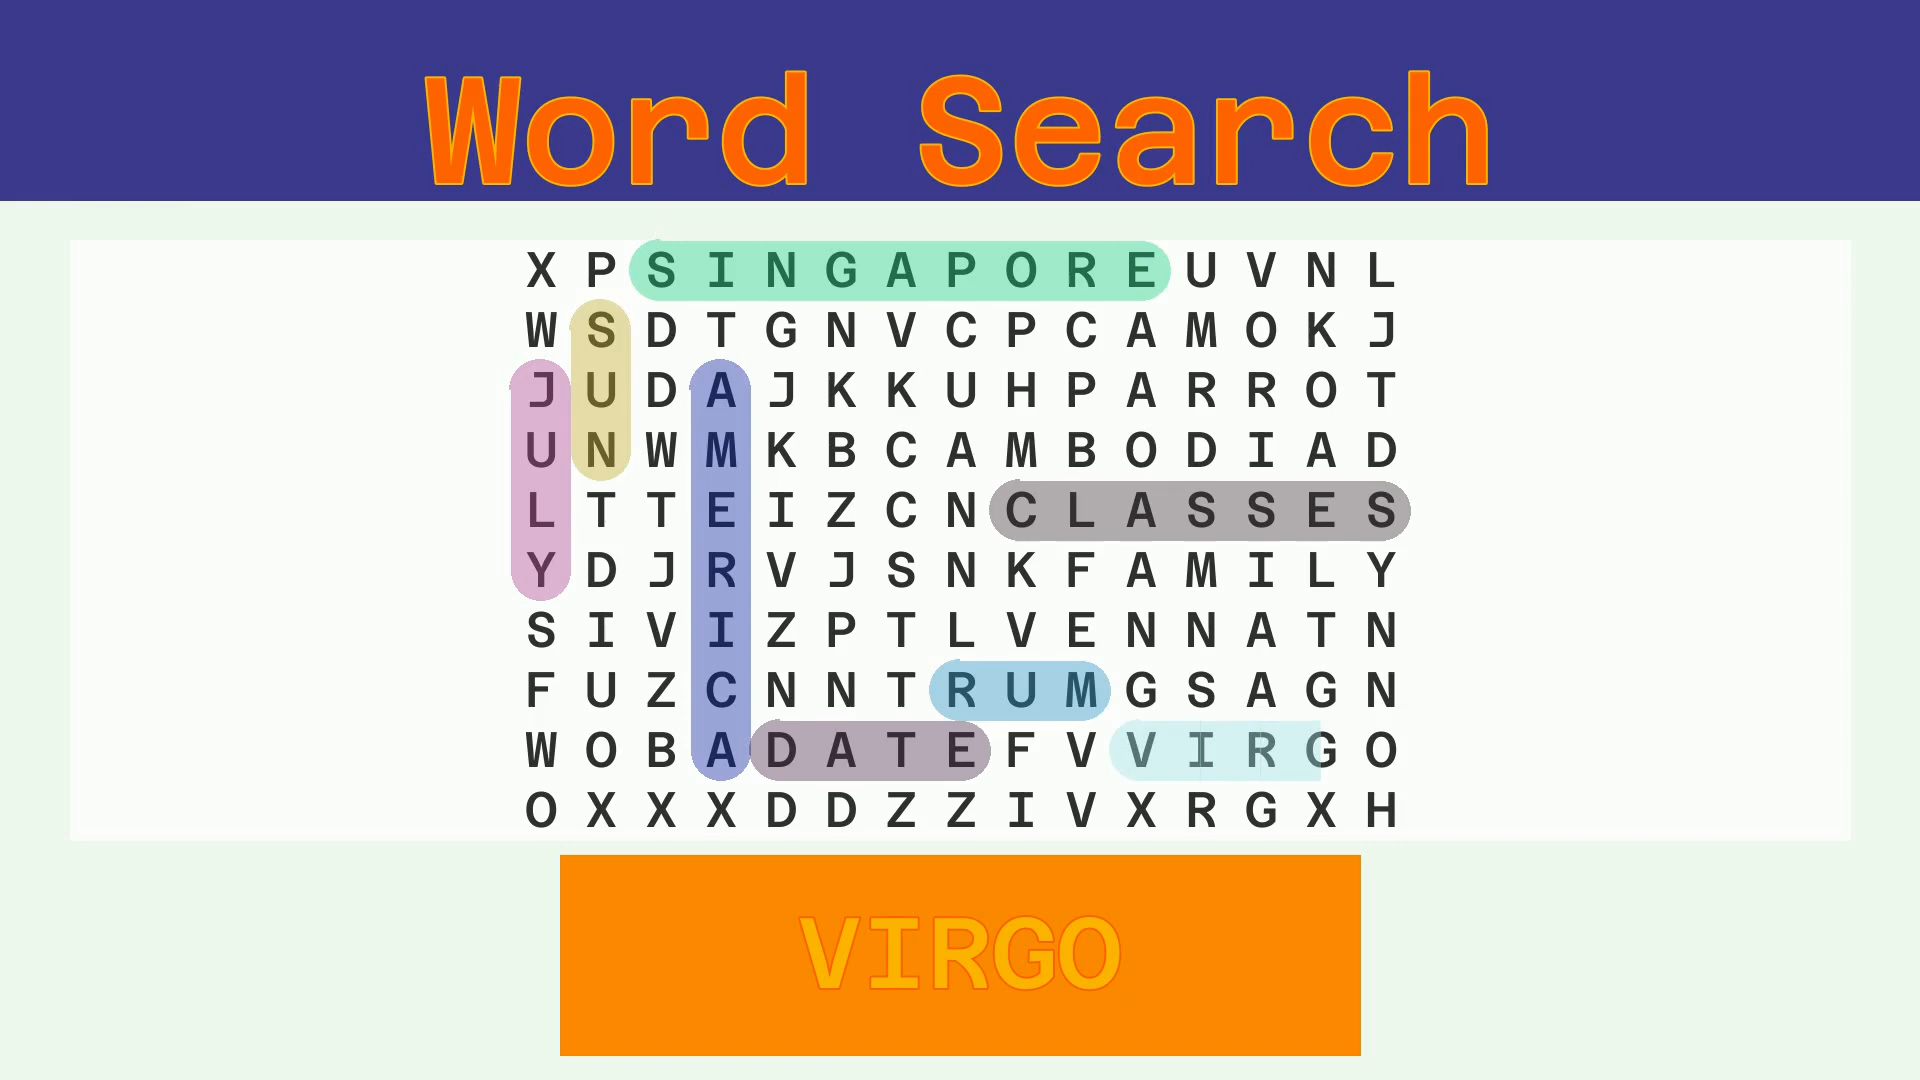 Word Search
X P S I N G A P O R E U V N L
W S D T G N V C P C A M O K J
J U D A J K K U H P A R R O T
U N W M K B C A M B O D I A D
L T T E I Z C N C L A S S E S
Y D J R V J S N K F A M I L Y
S I V I Z P T L V E N N A T N
F U Z C N N T R U M G S A G N
W O B A D A T E F V V I R G O
O X X X D D Z Z I V X R G X H
VIRGO